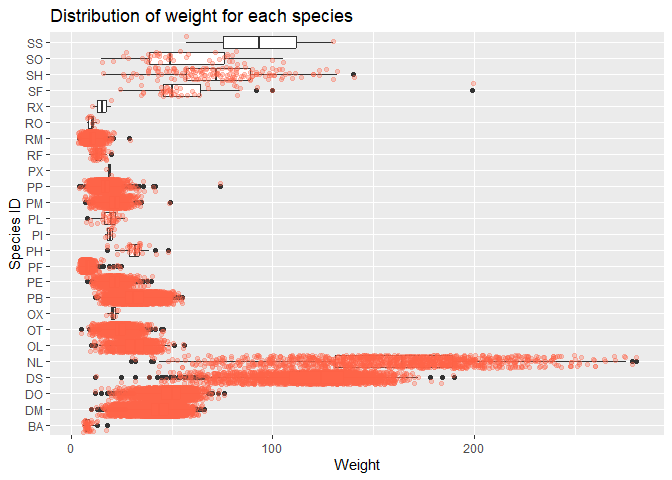 Distribution of weight for each species
SS
SO
SH
SF
RX
RO
RM
RF
PX
PP
PM
PL
PI
PH
PF
PE
PB
OX
OT
OL
NL
DS
DO
DM
BA
Species ID
0
100
200
Weight